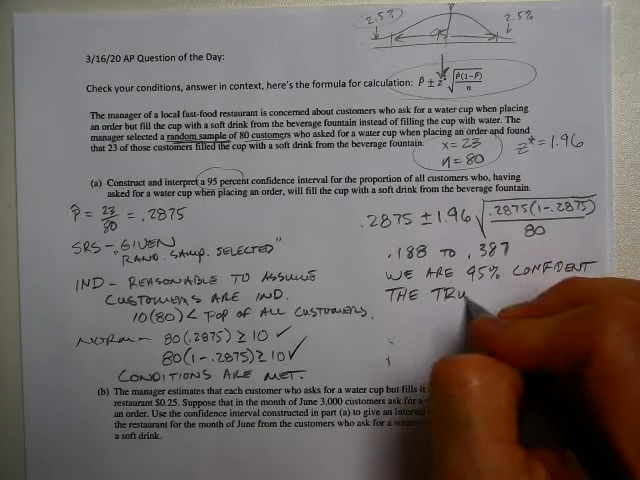 2.5%
2.5%
95
3/16/20 AP Question of the Day:
Check your conditions, answer in context, here's the formula for calculation: p̂ ± z* √(p̂(1-p̂)/n)
The manager of a local fast-food restaurant is concerned about customers who ask for a water cup when placing
an order but fill the cup with a soft drink from the beverage fountain instead of filling the cup with water. The
manager selected a random sample of 80 customers who asked for a water cup when placing an order and found
that 23 of those customers filled the cup with a soft drink from the beverage fountain.
x = 23
n = 80
z* = 1.96
(a) Construct and interpret a 95 percent confidence interval for the proportion of all customers who, having
asked for a water cup when placing an order, will fill the cup with a soft drink from the beverage fountain.
p̂ = 23/80 = .2875
SRS - "GIVEN
RAND. SAMP. SELECTED"
IND - REASONABLE TO ASSUME
CUSTOMERS ARE IND.
10(80) < POP OF ALL CUSTOMERS.
NORM - 80(.2875) ≥ 10 ✓
80(1-.2875) ≥ 10 ✓
CONDITIONS ARE MET.
.2875 ± 1.96 √(.2875(1-.2875)/80)
.188 TO .387
WE ARE 95% CONFIDENT
THE TRU
(b) The manager estimates that each customer who asks for a water cup but fills it
restaurant $0.25. Suppose that in the month of June 3,000 customers ask for a
an order. Use the confidence interval constructed in part (a) to give an interval
the restaurant for the month of June from the customers who ask for a
a soft drink.